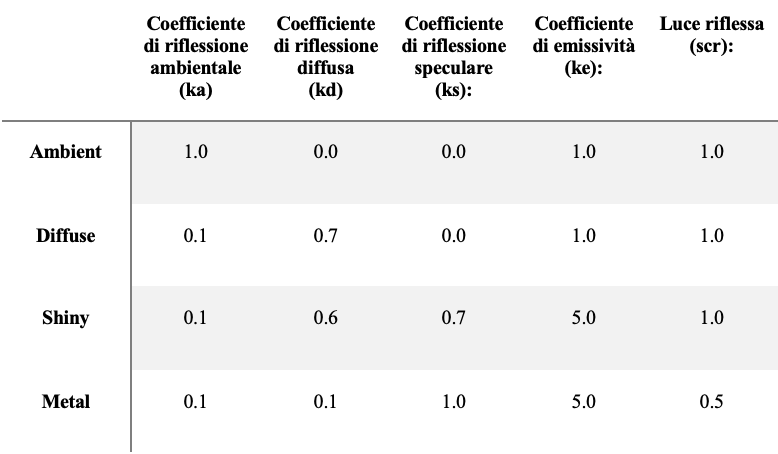 Coefficiente di riflessione ambientale (ka) Coefficiente di riflessione diffusa (kd) Coefficiente di riflessione speculare (ks): Coefficiente di emissività (ke): Luce riflessa (scr):
Ambient 1.0 0.0 0.0 1.0 1.0
Diffuse 0.1 0.7 0.0 1.0 1.0
Shiny 0.1 0.6 0.7 5.0 1.0
Metal 0.1 0.1 1.0 5.0 0.5